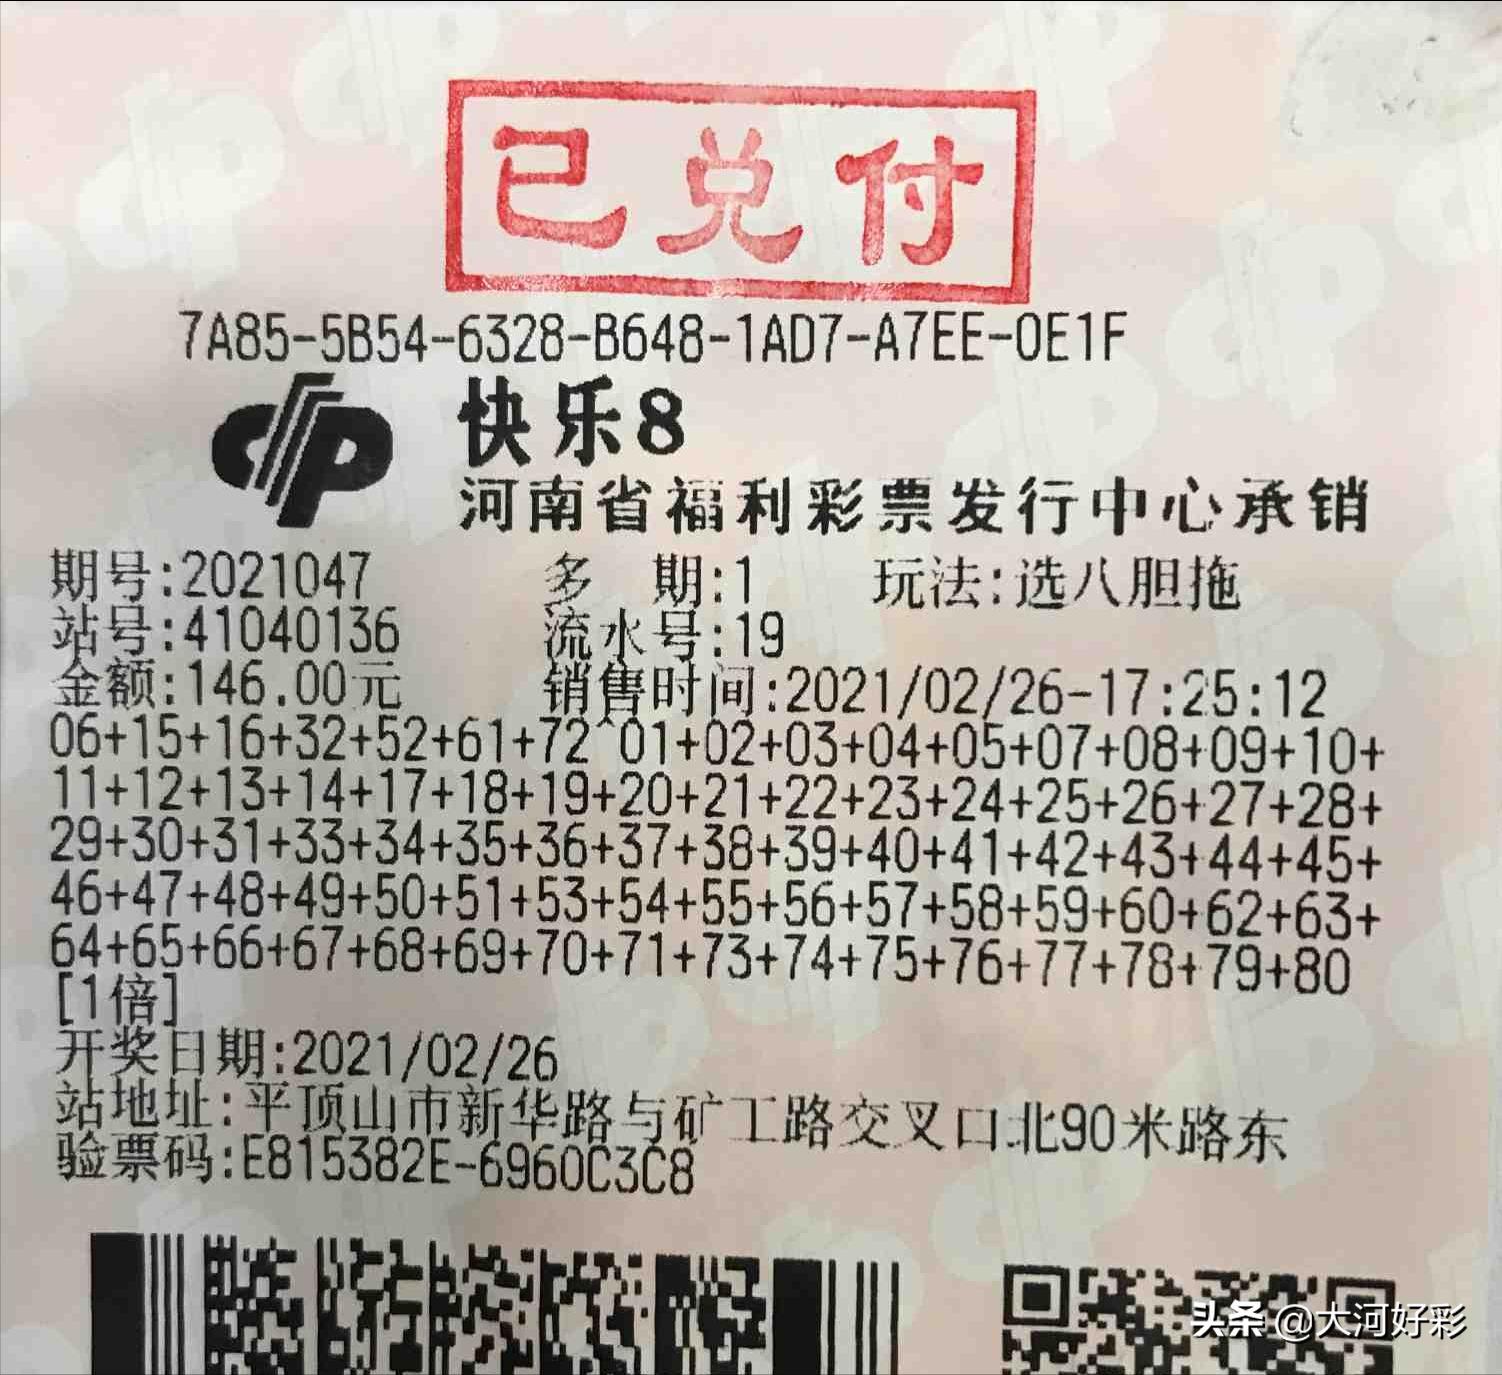 已兑付
7A85-5B54-6328-B648-1AD7-A7EE-0E1F
快乐8
河南省福利彩票发行中心承销
期号:2021047 多 期:1 玩法:选八胆拖
站号:41040136 流水号:19
金额:146.00元 销售时间:2021/02/26-17:25:12
06+15+16+32+52+61+72^01+02+03+04+05+07+08+09+10+
11+12+13+14+17+18+19+20+21+22+23+24+25+26+27+28+
29+30+31+33+34+35+36+37+38+39+40+41+42+43+44+45+
46+47+48+49+50+51+53+54+55+56+57+58+59+60+62+63+
64+65+66+67+68+69+70+71+73+74+75+76+77+78+79+80
[1倍]
开奖日期:2021/02/26
站地址:平顶山市新华路与矿工路交叉口北90米路东
验票码:E815382E-6960C3C8
头条 @大河好彩